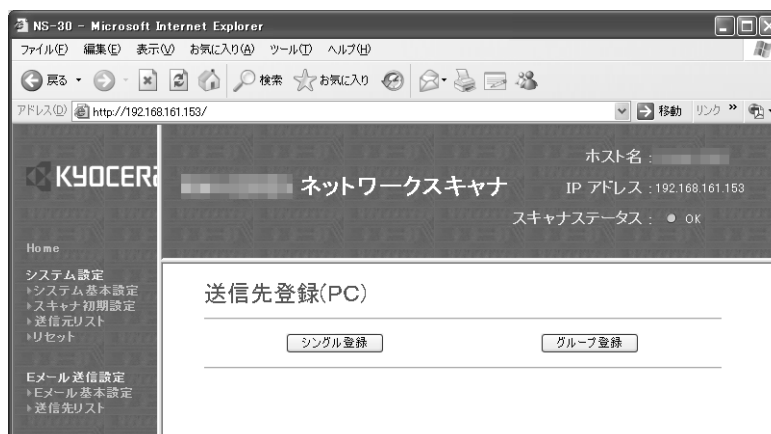 NS-30 - Microsoft Internet Explorer
ファイル(F) 編集(E) 表示(V) お気に入り(A) ツール(T) ヘルプ(H)
戻る 検索 お気に入り
アドレス(D) http://192.168.161.153/ 移動 リンク »
KYOCERA
ネットワークスキャナ
ホスト名 :
IP アドレス : 192.168.161.153
スキャナステータス : OK
Home
システム設定
システム基本設定
スキャナ初期設定
送信元リスト
リセット
Eメール送信設定
Eメール基本設定
送信先リスト
送信先登録(PC)
シングル登録 グループ登録